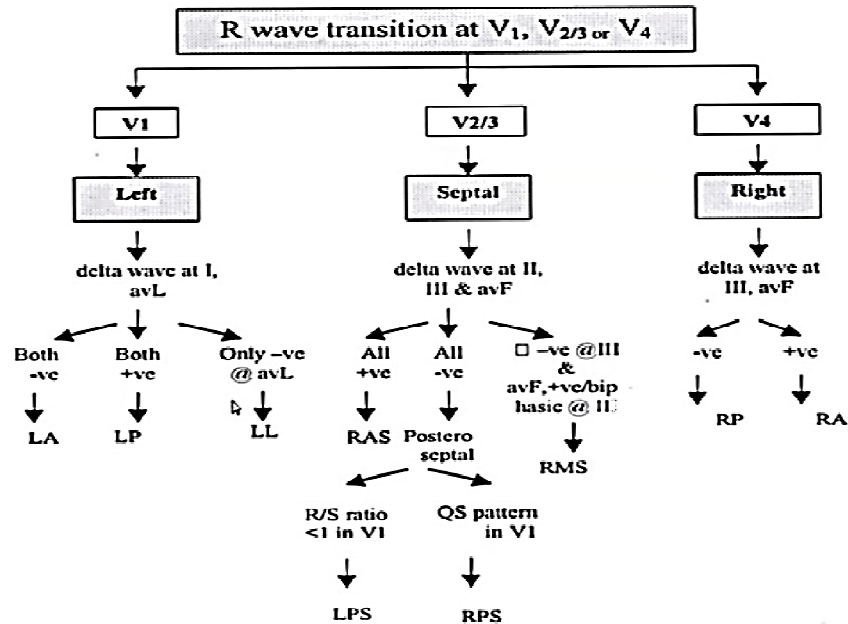 R wave transition at V1, V2/3 or V4
V1
V2/3
V4
Left
Septal
Right
delta wave at I,
avL
delta wave at II,
III & avF
delta wave at
III, avF
Both
-ve
Both
+ve
Only –ve
@ avL
All
+ve
All
-ve
□ –ve @III
&
avF,+ve/bip
hasic @ II
-ve
+ve
LA
LP
LL
RAS
Postero
septal
RMS
RP
RA
R/S ratio
<1 in V1
QS pattern
in V1
LPS
RPS